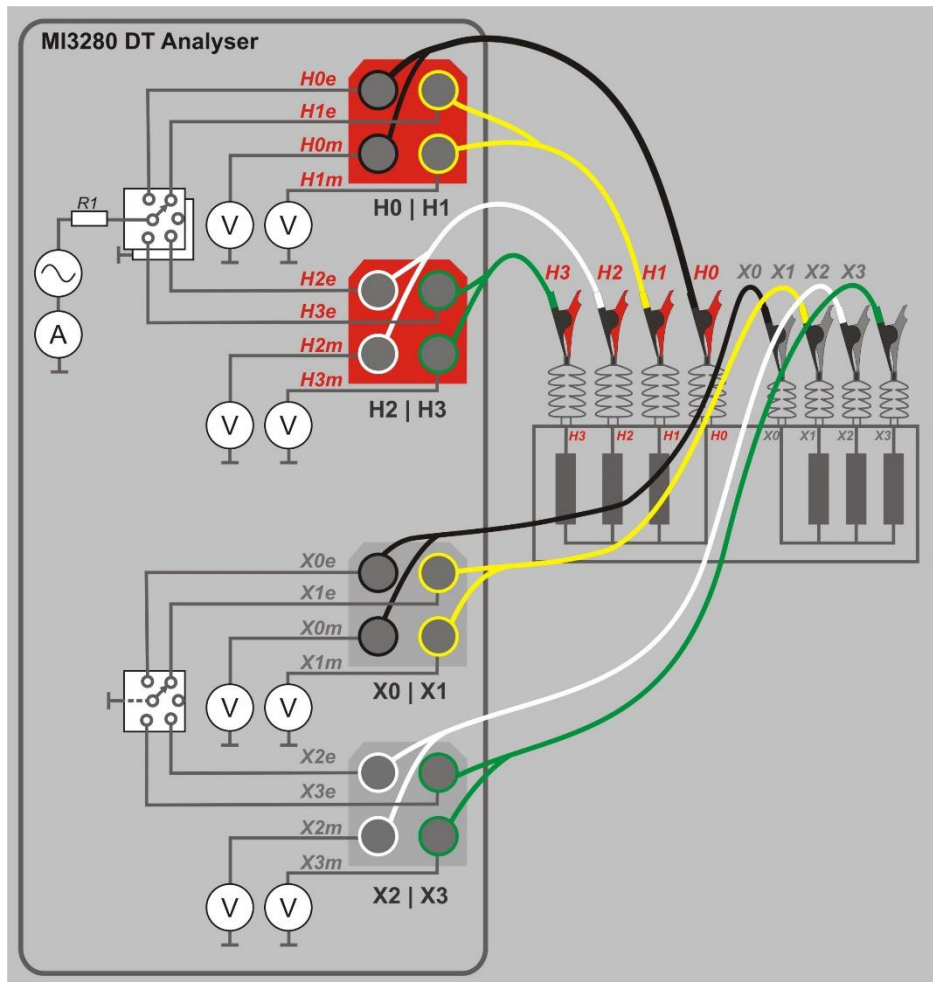 MI3280 DT Analyser
H0e
H1e
H0m
H1m
H0 | H1
R1
V V
A
H2e
H3e
H2m
H3m
H2 | H3
V V
H3 H2 H1 H0 X0 X1 X2 X3
H3 H2 H1 H0 X0 X1 X2 X3
X0e
X1e
X0m
X1m
X0 | X1
V V
X2e
X3e
X2m
X3m
X2 | X3
V V